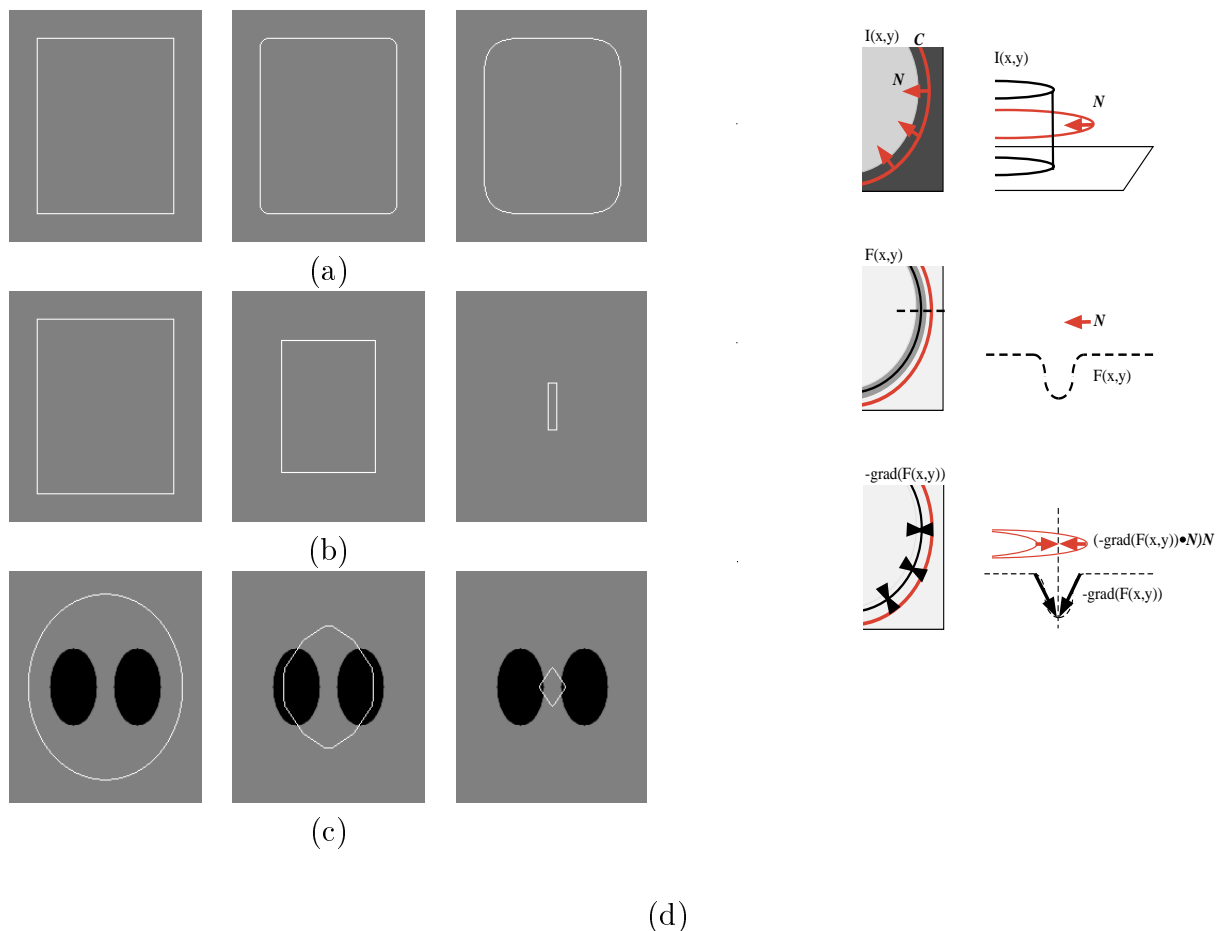 (a)
(b)
(c)
I(x,y) C
N
I(x,y)
N
F(x,y)
N
F(x,y)
-grad(F(x,y))
(-grad(F(x,y))•N)N
-grad(F(x,y))
(d)